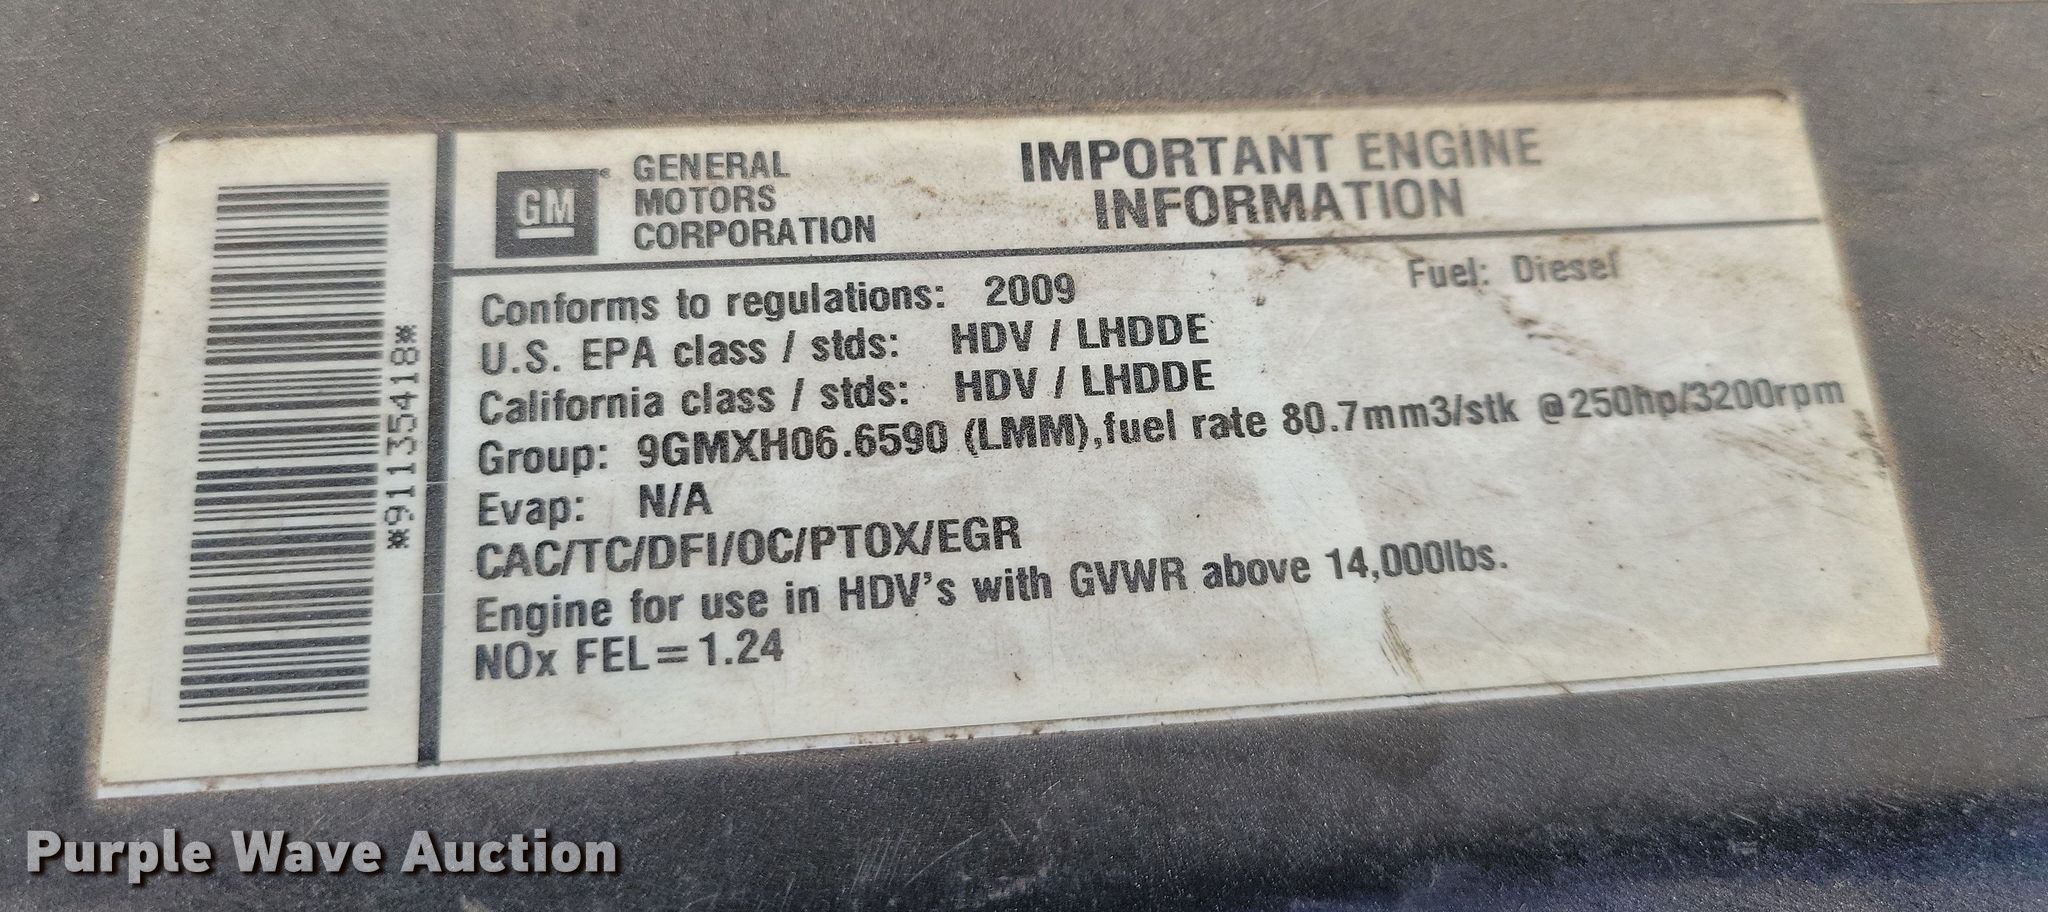 *91135418*
GM
GENERAL
MOTORS
CORPORATION
IMPORTANT ENGINE
INFORMATION
Conforms to regulations: 2009
Fuel: Diesel
U.S. EPA class / stds: HDV / LHDDE
California class / stds: HDV / LHDDE
Group: 9GMXH06.6590 (LMM),fuel rate 80.7mm3/stk @250hp/3200rpm
Evap: N/A
CAC/TC/DFI/OC/PTOX/EGR
Engine for use in HDV's with GVWR above 14,000lbs.
NOx FEL=1.24
Purple Wave Auction